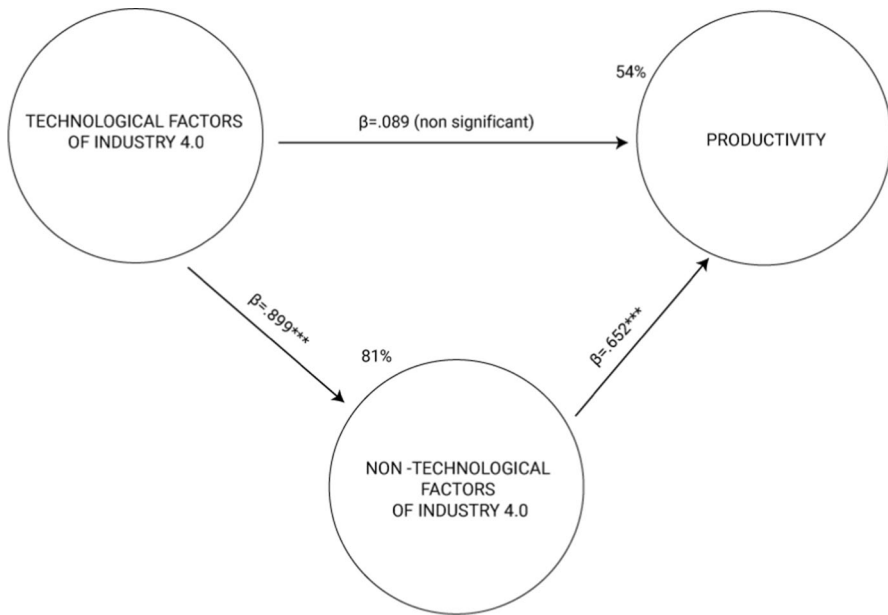 54%
TECHNOLOGICAL FACTORS
OF INDUSTRY 4.0
β=.089 (non significant)
PRODUCTIVITY
β=.899***
β=.652***
81%
NON -TECHNOLOGICAL
FACTORS
OF INDUSTRY 4.0